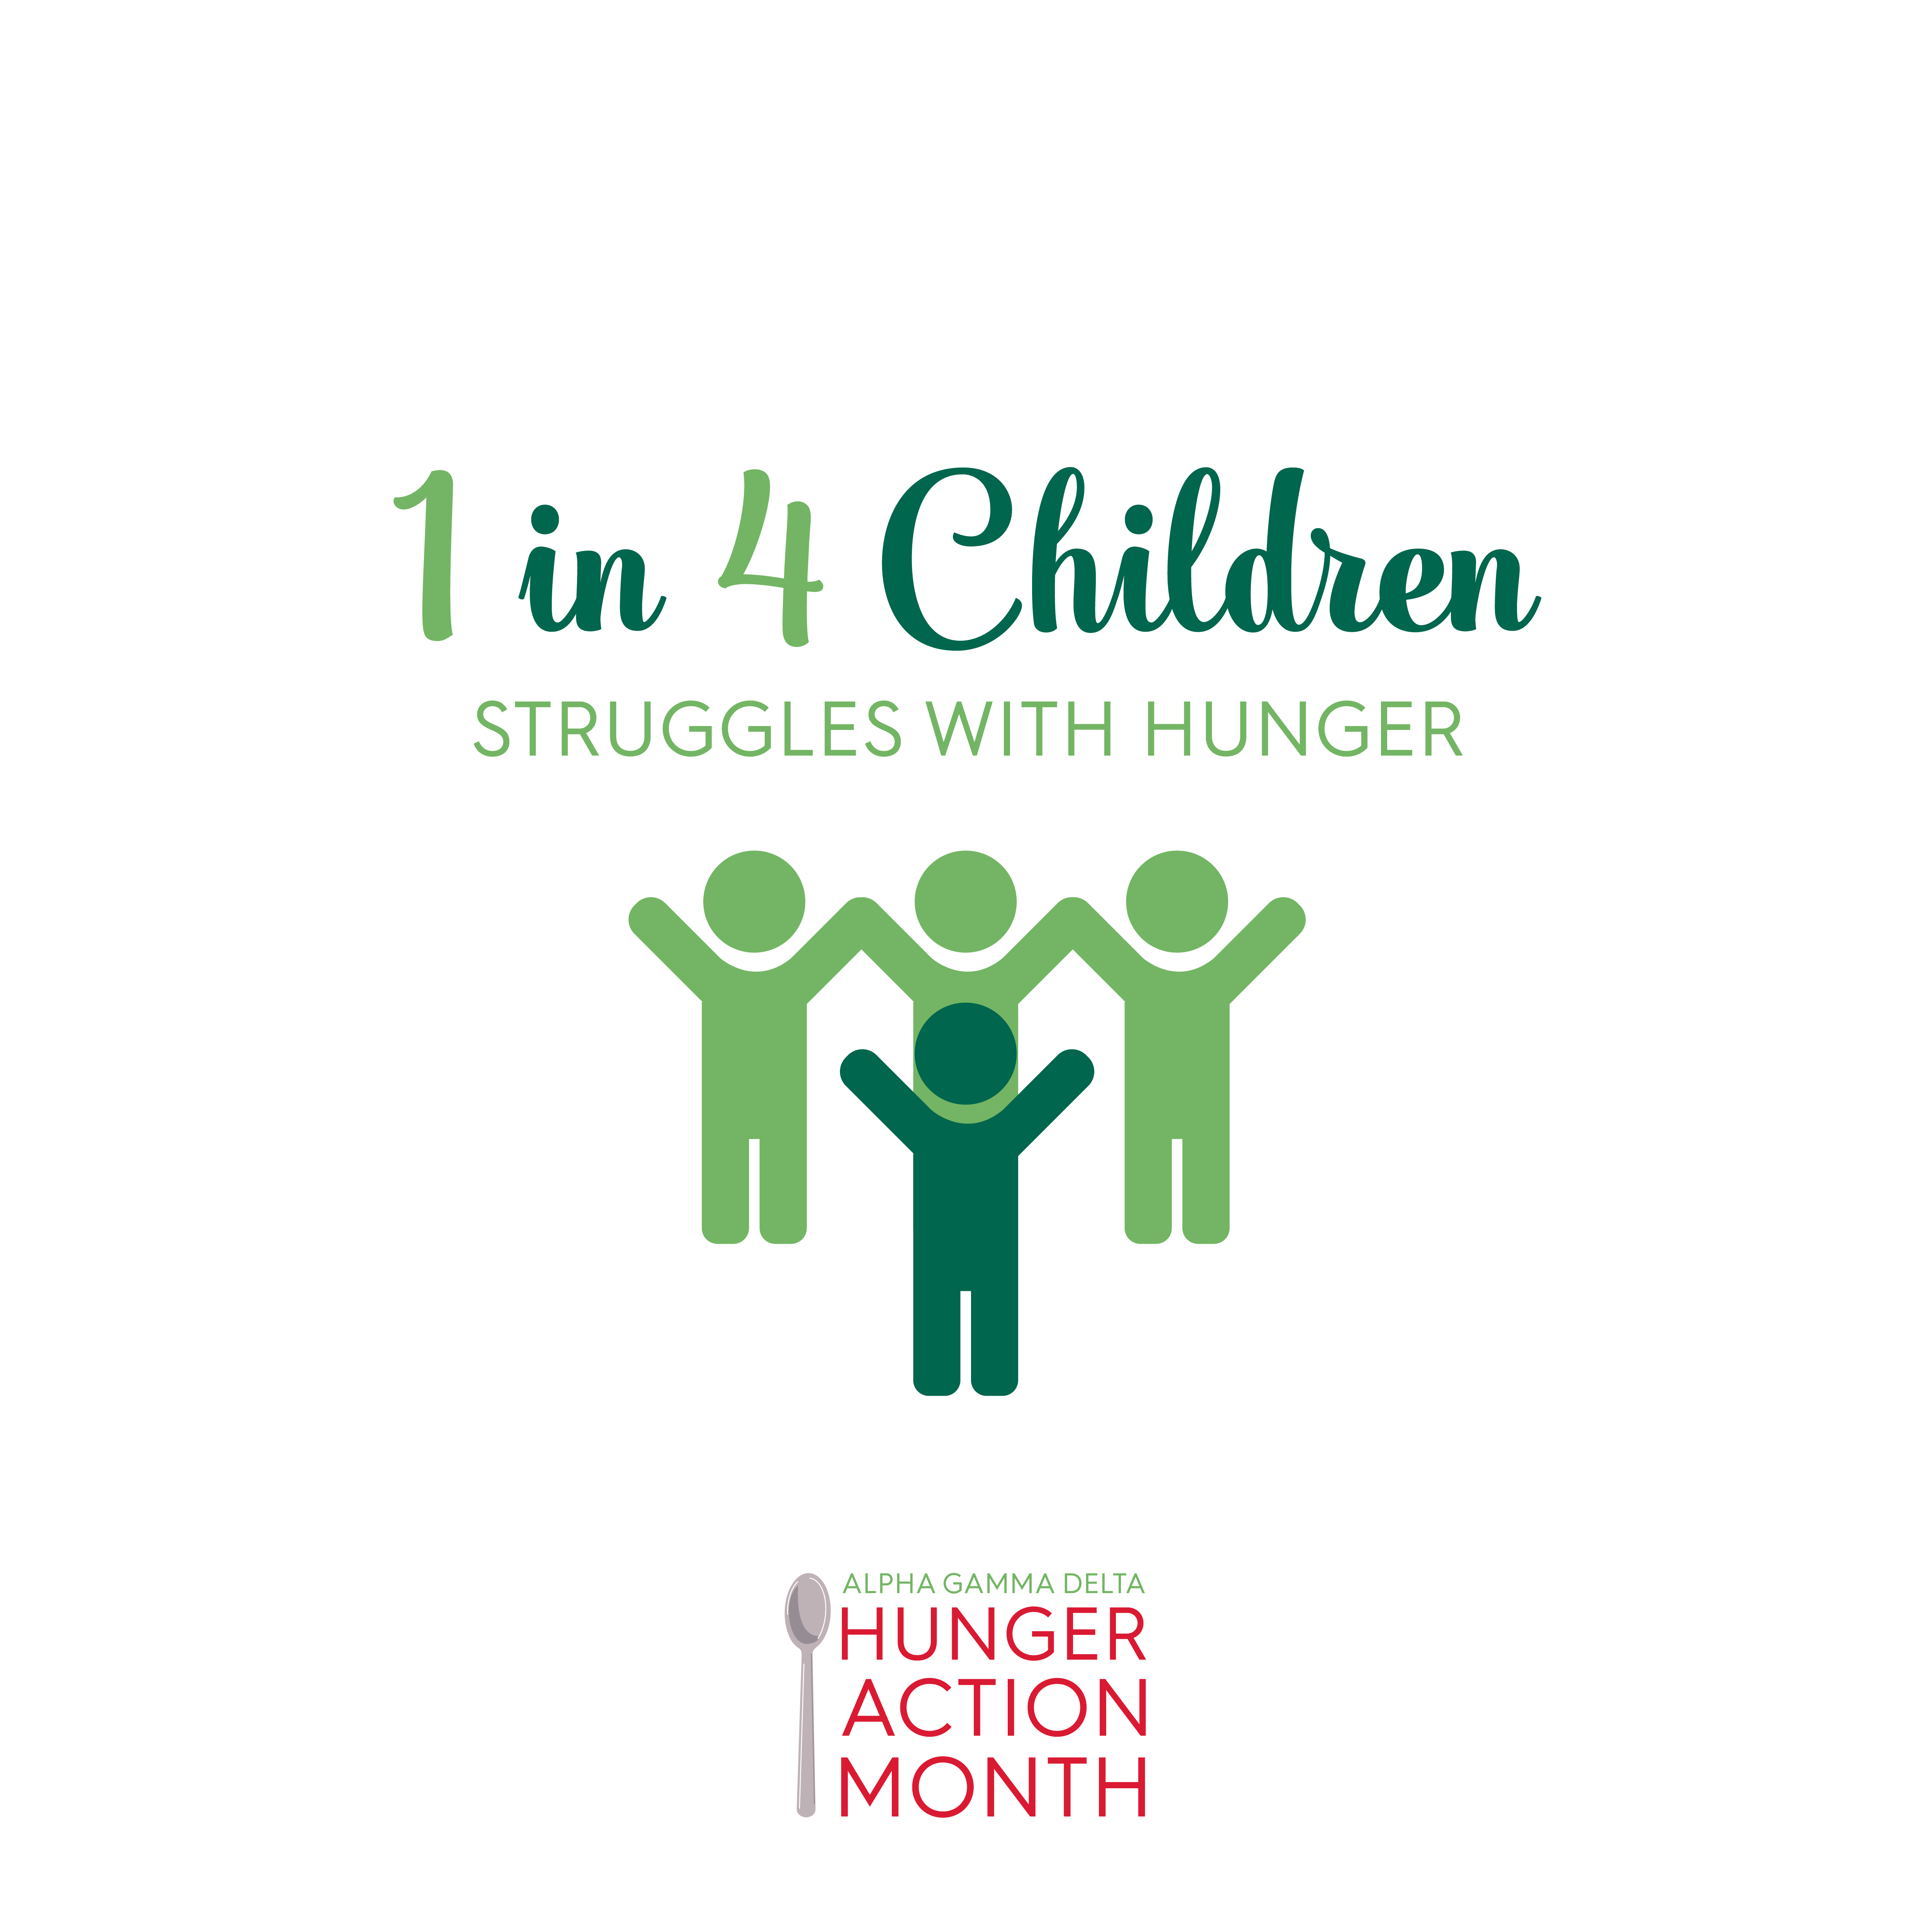 1 in 4 Children
STRUGGLES WITH HUNGER
ALPHA GAMMA DELTA
HUNGER
ACTION
MONTH